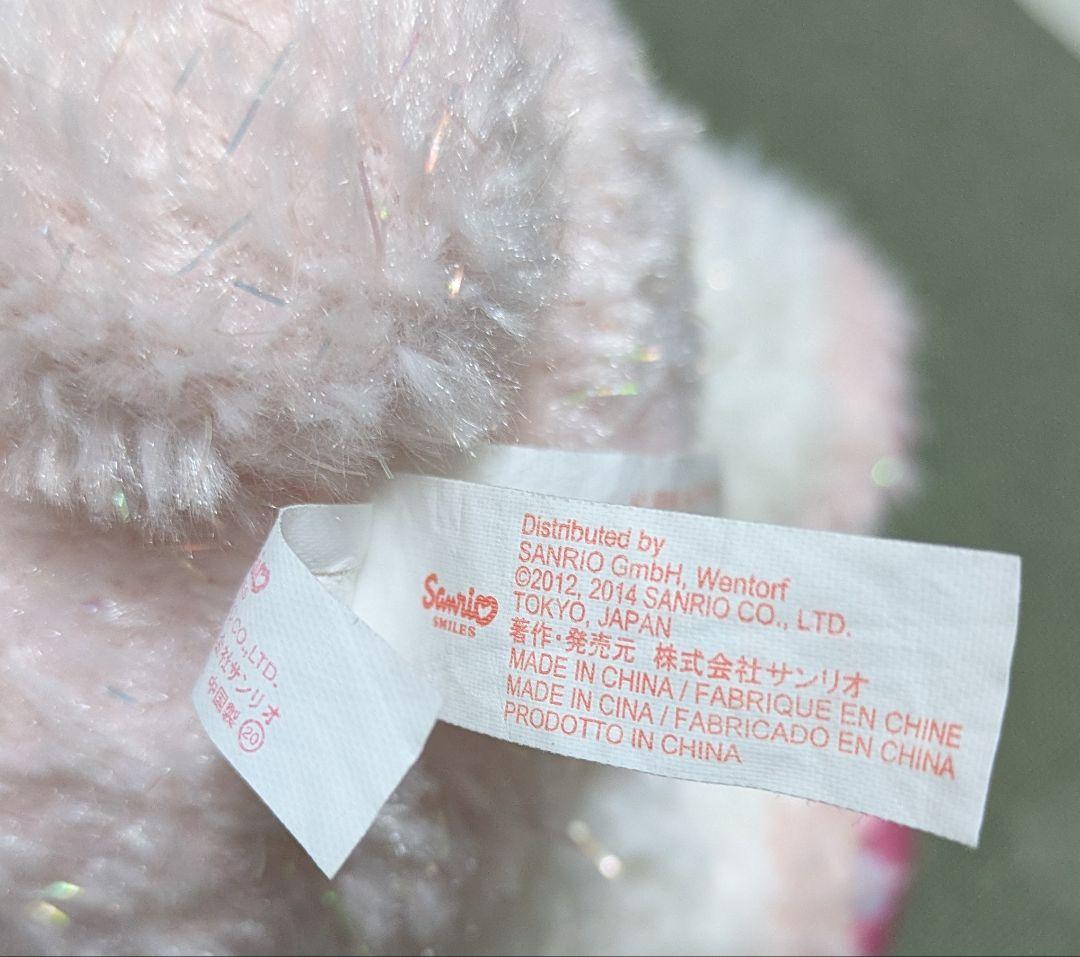 Sanrio
SMILES
Distributed by
SANRIO GmbH, Wentorf
©2012, 2014 SANRIO CO., LTD.
TOKYO, JAPAN
著作・発売元 株式会社サンリオ
MADE IN CHINA / FABRIQUE EN CHINE
MADE IN CINA / FABRICADO EN CHINA
PRODOTTO IN CHINA
CO.,LTD.
社サンリオ
中国製 20